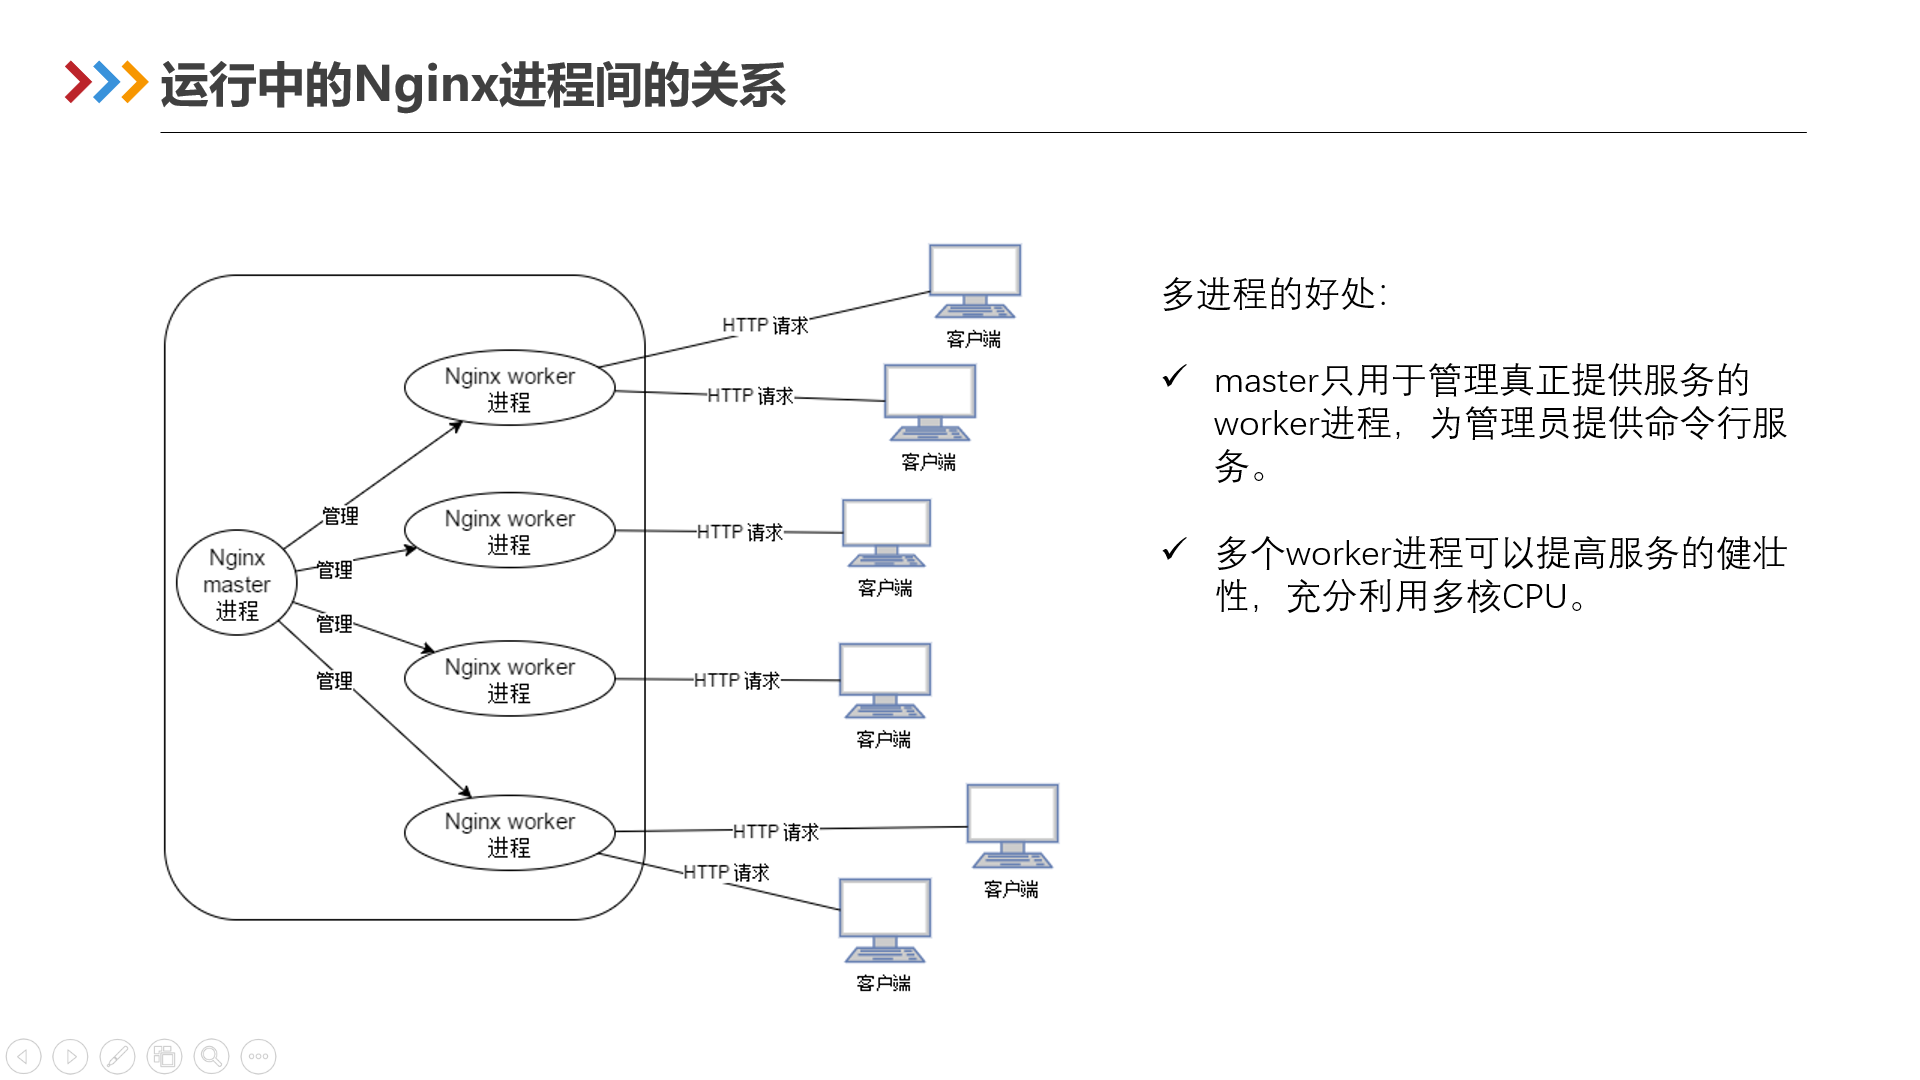 运行中的Nginx进程间的关系
HTTP 请求
客户端
Nginx worker
进程
HTTP 请求
客户端
管理
Nginx worker
进程
HTTP 请求
客户端
Nginx
master
进程
管理
管理
Nginx worker
进程
HTTP 请求
客户端
管理
Nginx worker
进程
HTTP 请求
客户端
HTTP 请求
客户端
多进程的好处：
master只用于管理真正提供服务的
worker进程，为管理员提供命令行服
务。
多个worker进程可以提高服务的健壮
性，充分利用多核CPU。